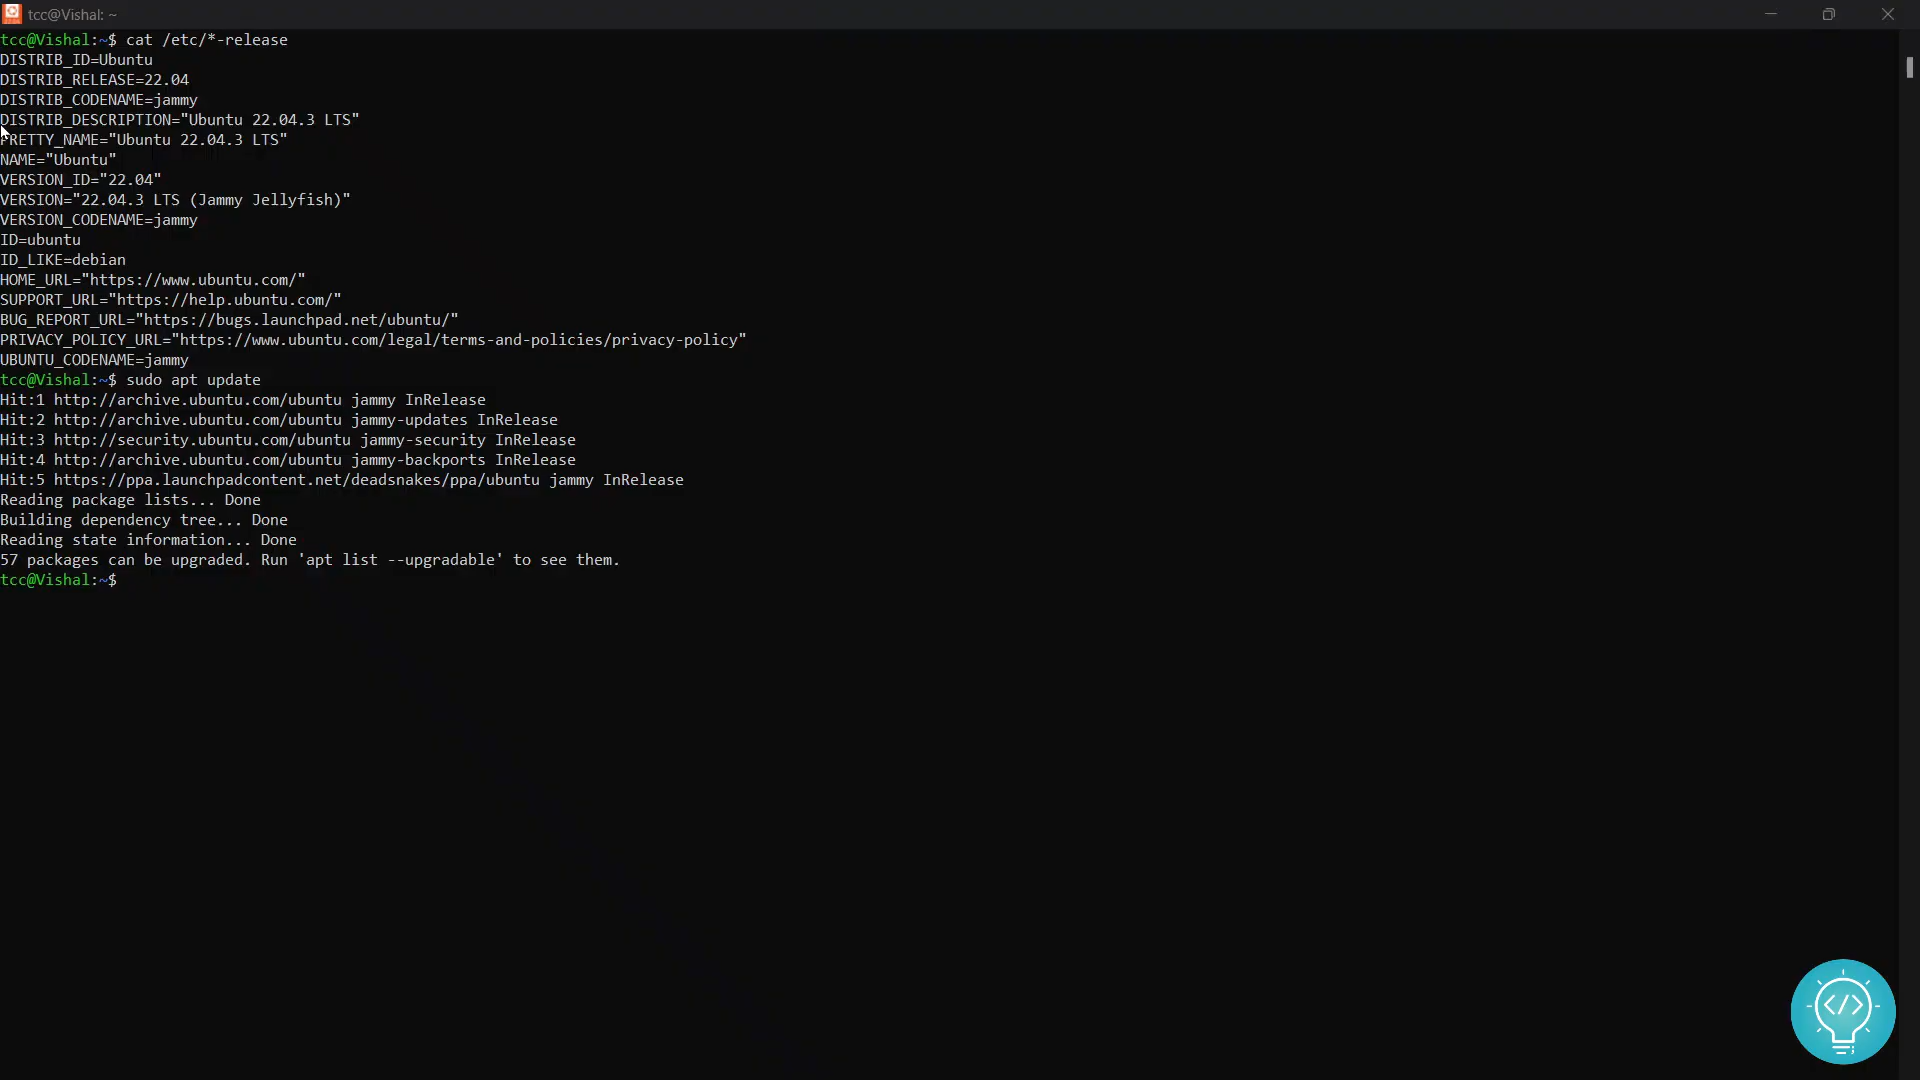 tcc@Vishal: ~
tcc@Vishal:~$ cat /etc/*-release
DISTRIB_ID=Ubuntu
DISTRIB_RELEASE=22.04
DISTRIB_CODENAME=jammy
DISTRIB_DESCRIPTION="Ubuntu 22.04.3 LTS"
PRETTY_NAME="Ubuntu 22.04.3 LTS"
NAME="Ubuntu"
VERSION_ID="22.04"
VERSION="22.04.3 LTS (Jammy Jellyfish)"
VERSION_CODENAME=jammy
ID=ubuntu
ID_LIKE=debian
HOME_URL="https://www.ubuntu.com/"
SUPPORT_URL="https://help.ubuntu.com/"
BUG_REPORT_URL="https://bugs.launchpad.net/ubuntu/"
PRIVACY_POLICY_URL="https://www.ubuntu.com/legal/terms-and-policies/privacy-policy"
UBUNTU_CODENAME=jammy
tcc@Vishal:~$ sudo apt update
Hit:1 http://archive.ubuntu.com/ubuntu jammy InRelease
Hit:2 http://archive.ubuntu.com/ubuntu jammy-updates InRelease
Hit:3 http://security.ubuntu.com/ubuntu jammy-security InRelease
Hit:4 http://archive.ubuntu.com/ubuntu jammy-backports InRelease
Hit:5 https://ppa.launchpadcontent.net/deadsnakes/ppa/ubuntu jammy InRelease
Reading package lists... Done
Building dependency tree... Done
Reading state information... Done
57 packages can be upgraded. Run 'apt list --upgradable' to see them.
tcc@Vishal:~$